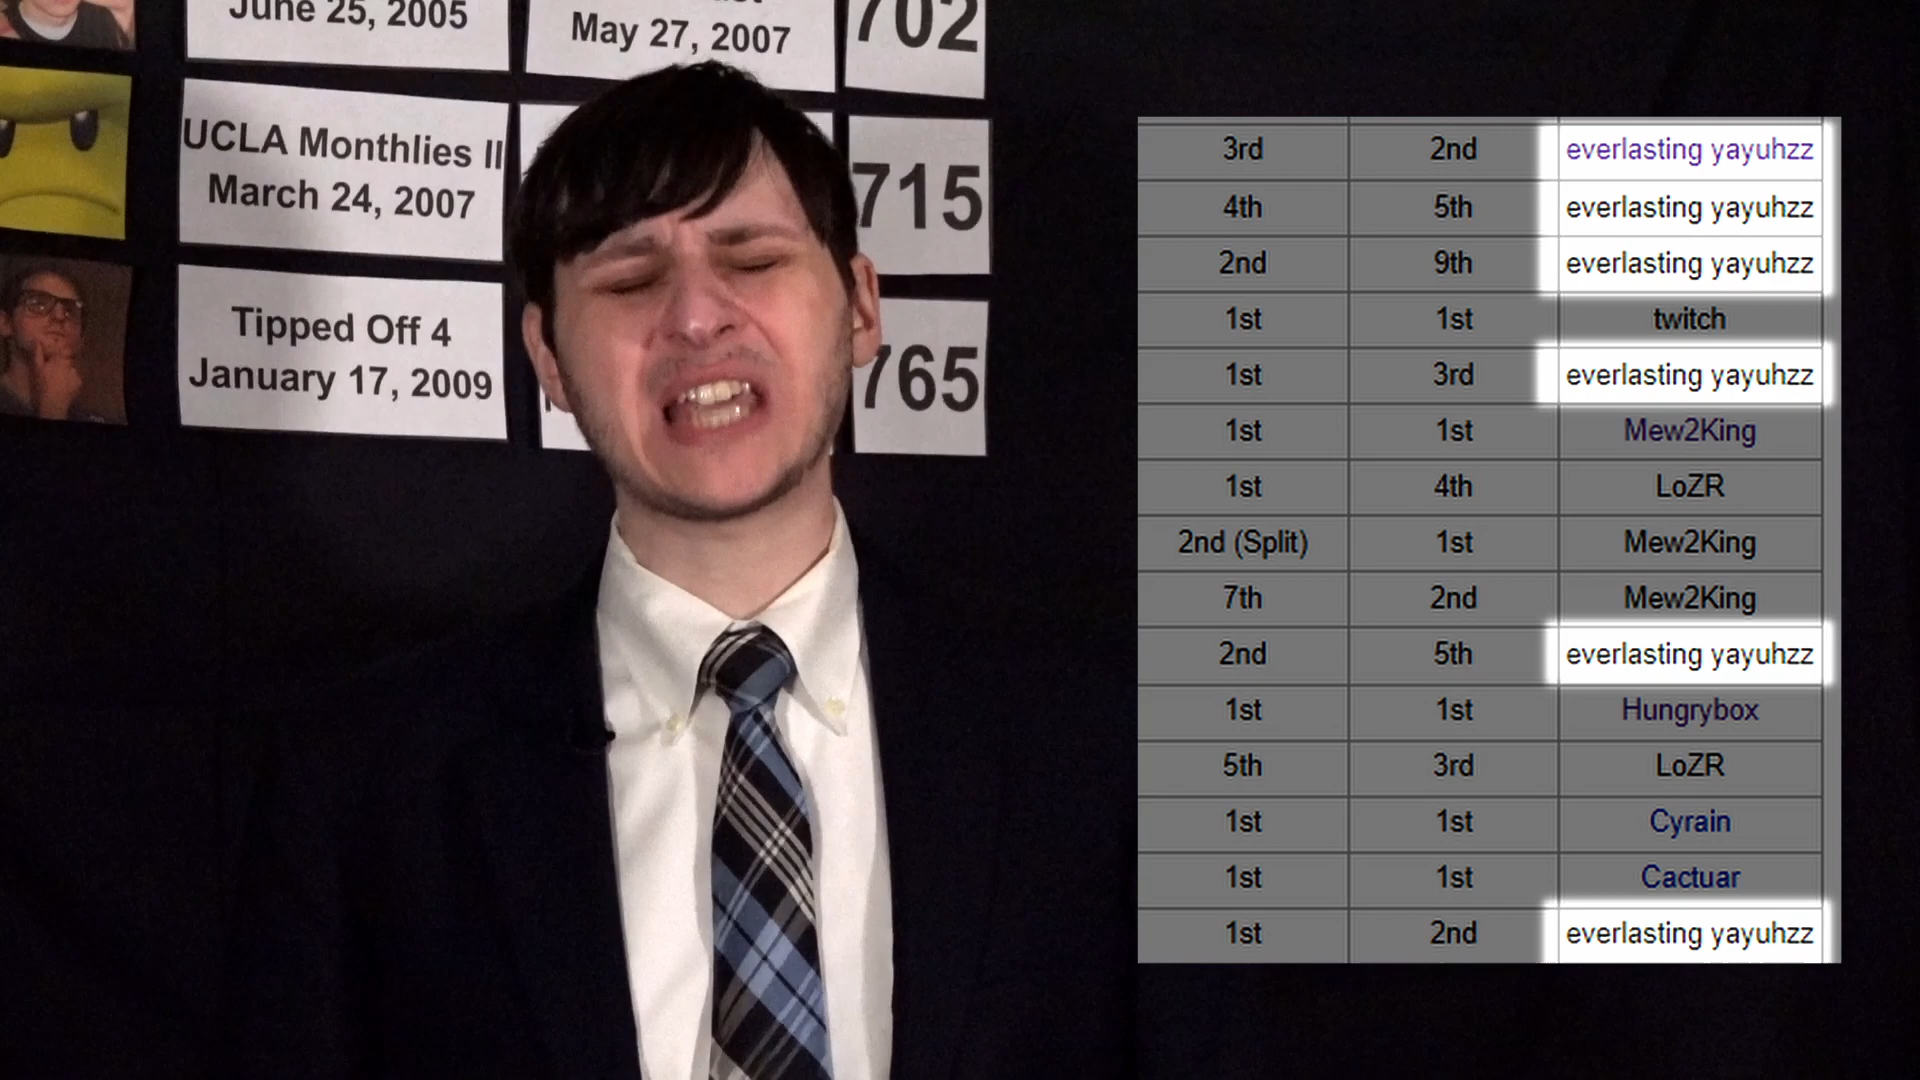 June 25, 2005
May 27, 2007
702
UCLA Monthlies II
March 24, 2007
715
Tipped Off 4
January 17, 2009
765
3rd 2nd everlasting yayuhzz
4th 5th everlasting yayuhzz
2nd 9th everlasting yayuhzz
1st 1st twitch
1st 3rd everlasting yayuhzz
1st 1st Mew2King
1st 4th LoZR
2nd (Split) 1st Mew2King
7th 2nd Mew2King
2nd 5th everlasting yayuhzz
1st 1st Hungrybox
5th 3rd LoZR
1st 1st Cyrain
1st 1st Cactuar
1st 2nd everlasting yayuhzz